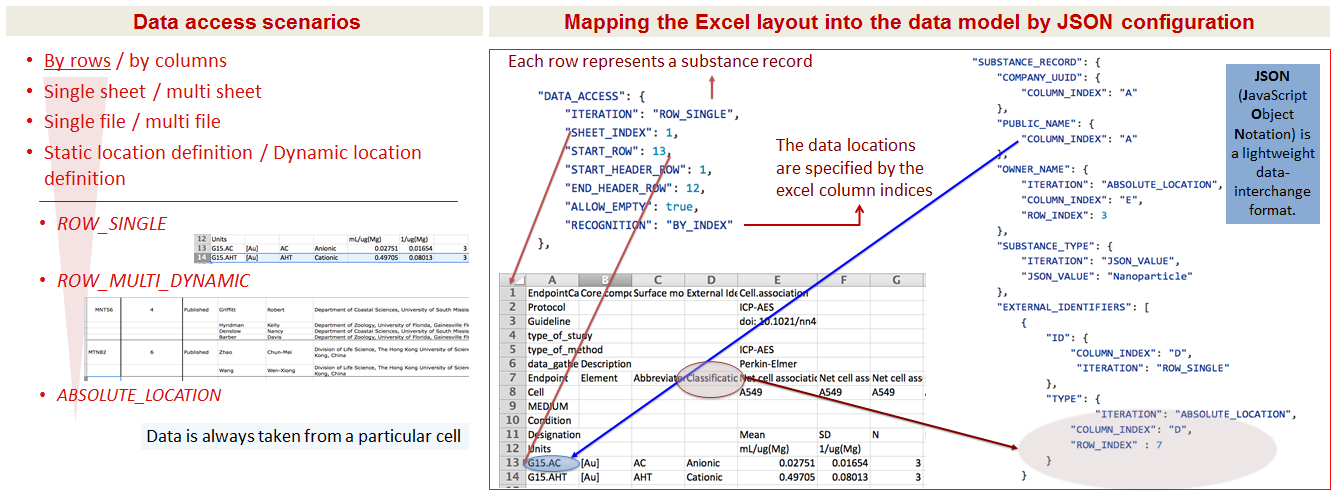 Data access scenarios
• By rows / by columns
• Single sheet / multi sheet
• Single file / multi file
• Static location definition / Dynamic location
definition
• ROW_SINGLE
12 Units mL/ug(Mg) 1/ug(Mg)
13 G15.AC [Au] AC Anionic 0.02751 0.01654 3
14 G15.AHT [Au] AHT Cationic 0.49705 0.08013 3
• ROW_MULTI_DYNAMIC
MNT56 4 Published Griffitt Robert Department of Coastal Sciences, University of South Missis
Hyndman Kelly Department of Zoology, University of Florida, Gainesville Fl
Denslow Nancy Department of Coastal Sciences, University of South Missis
Barber Davis Department of Zoology, University of Florida, Gainesville Fl
MTN82 6 Published Zhao Chun-Mei Division of Life Science, The Hong Kong University of Scien
Kong, China
Wang Wen-Xiong Division of Life Science, The Hong Kong University of Scien
Kong, China
• ABSOLUTE_LOCATION
Data is always taken from a particular cell
Mapping the Excel layout into the data model by JSON configuration
Each row represents a substance record
"DATA_ACCESS": {
"ITERATION": "ROW_SINGLE",
"SHEET_INDEX": 1,
"START_ROW": 13,
"START_HEADER_ROW": 1,
"END_HEADER_ROW": 12,
"ALLOW_EMPTY": true,
"RECOGNITION": "BY_INDEX"
},
The data locations
are specified by the
excel column indices
A B C D E F G
1 EndpointCa Core compo Surface mo External Ide Cell.association
2 Protocol ICP-AES
3 Guideline doi: 10.1021/nn4
4 type_of_study
5 type_of_method ICP-AES
6 data_gathe Description Perkin-Elmer
7 Endpoint Element Abbreviate Classificatio Net cell associatio Net cell ass Net cell ass
8 Cell A549 A549 A549
9 MEDIUM
10 Condition
11 Designation Mean SD N
12 Units mL/ug(Mg) 1/ug(Mg)
13 G15.AC [Au] AC Anionic 0.02751 0.01654 3
14 G15.AHT [Au] AHT Cationic 0.49705 0.08013 3
"SUBSTANCE_RECORD": {
"COMPANY_UUID": {
"COLUMN_INDEX": "A"
},
"PUBLIC_NAME": {
"COLUMN_INDEX": "A"
},
"OWNER_NAME": {
"ITERATION": "ABSOLUTE_LOCATION",
"COLUMN_INDEX": "E",
"ROW_INDEX": 3
},
"SUBSTANCE_TYPE": {
"ITERATION": "JSON_VALUE",
"JSON_VALUE": "Nanoparticle"
},
"EXTERNAL_IDENTIFIERS": [
{
"ID": {
"COLUMN_INDEX": "D",
"ITERATION": "ROW_SINGLE"
},
"TYPE": {
"ITERATION": "ABSOLUTE_LOCATION",
"COLUMN_INDEX": "D",
"ROW_INDEX" : 7
}
}
JSON
(JavaScript
Object
Notation) is
a lightweight
data-
interchange
format.